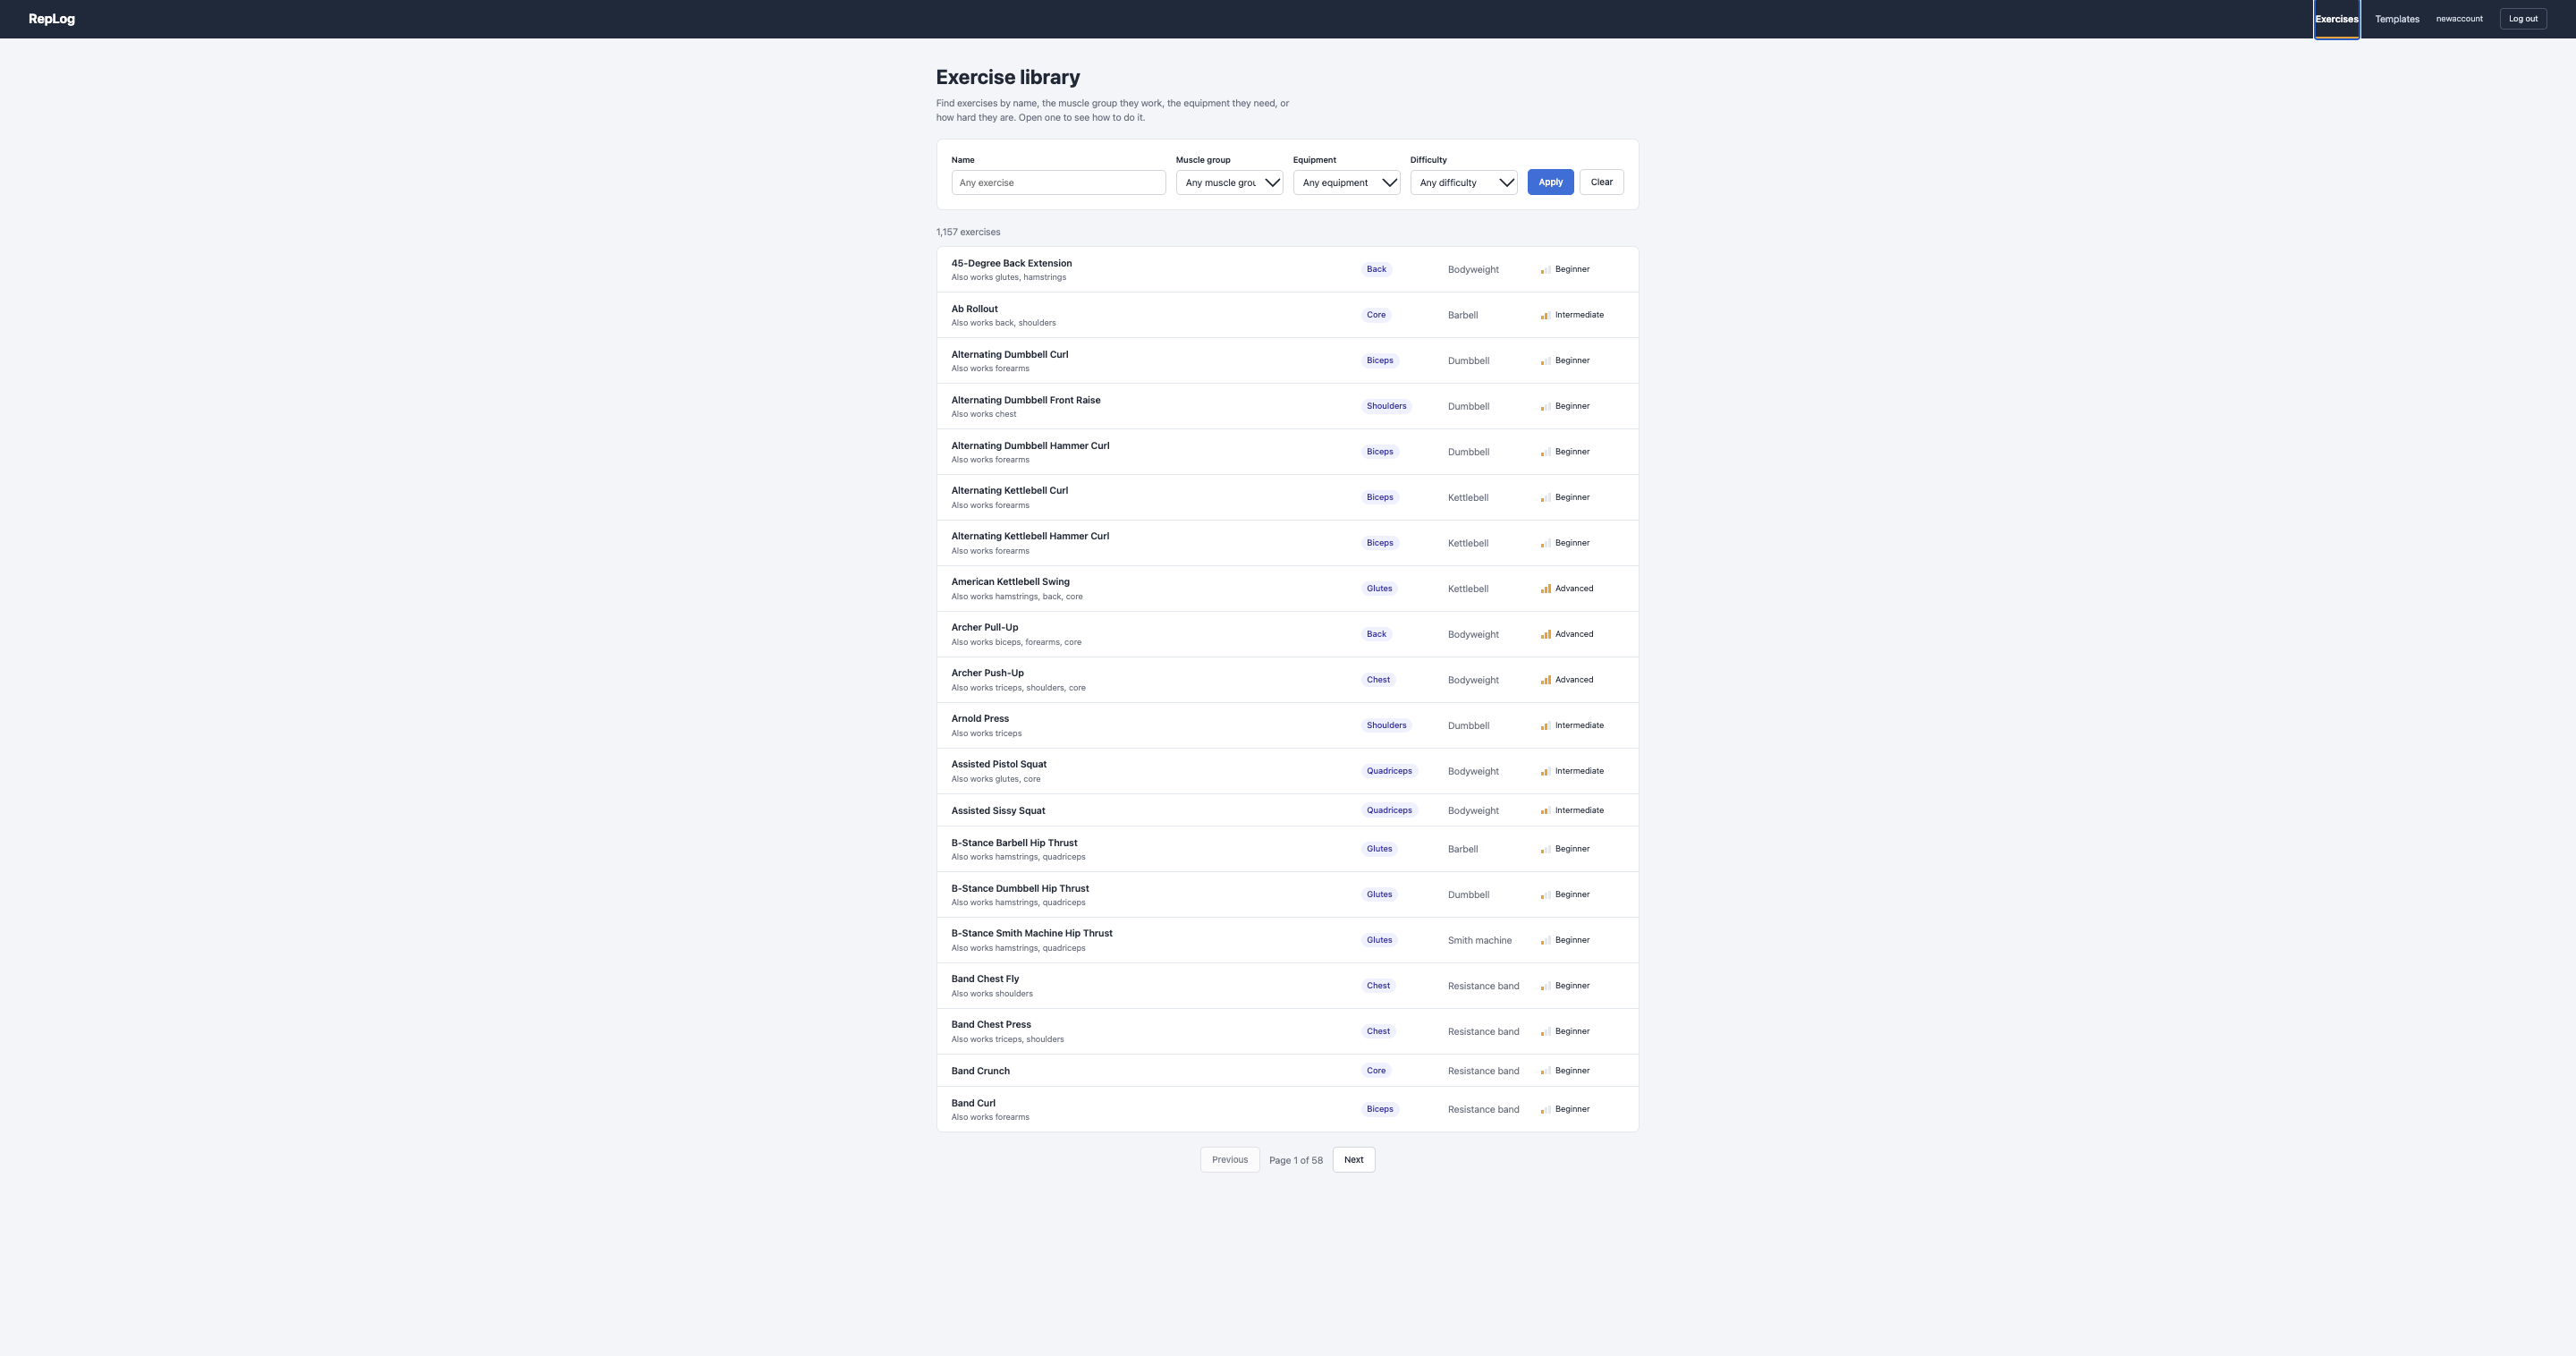 RepLog
Exercises Templates newaccount Log out
Exercise library
Find exercises by name, the muscle group they work, the equipment they need, or
how hard they are. Open one to see how to do it.
Name Muscle group Equipment Difficulty
Any exercise Any muscle grou Any equipment Any difficulty Apply Clear
1,157 exercises
45-Degree Back Extension
Also works glutes, hamstrings
Back Bodyweight Beginner
Ab Rollout
Also works back, shoulders
Core Barbell Intermediate
Alternating Dumbbell Curl
Also works forearms
Biceps Dumbbell Beginner
Alternating Dumbbell Front Raise
Also works chest
Shoulders Dumbbell Beginner
Alternating Dumbbell Hammer Curl
Also works forearms
Biceps Dumbbell Beginner
Alternating Kettlebell Curl
Also works forearms
Biceps Kettlebell Beginner
Alternating Kettlebell Hammer Curl
Also works forearms
Biceps Kettlebell Beginner
American Kettlebell Swing
Also works hamstrings, back, core
Glutes Kettlebell Advanced
Archer Pull-Up
Also works biceps, forearms, core
Back Bodyweight Advanced
Archer Push-Up
Also works triceps, shoulders, core
Chest Bodyweight Advanced
Arnold Press
Also works triceps
Shoulders Dumbbell Intermediate
Assisted Pistol Squat
Also works glutes, core
Quadriceps Bodyweight Intermediate
Assisted Sissy Squat
Quadriceps Bodyweight Intermediate
B-Stance Barbell Hip Thrust
Also works hamstrings, quadriceps
Glutes Barbell Beginner
B-Stance Dumbbell Hip Thrust
Also works hamstrings, quadriceps
Glutes Dumbbell Beginner
B-Stance Smith Machine Hip Thrust
Also works hamstrings, quadriceps
Glutes Smith machine Beginner
Band Chest Fly
Also works shoulders
Chest Resistance band Beginner
Band Chest Press
Also works triceps, shoulders
Chest Resistance band Beginner
Band Crunch
Core Resistance band Beginner
Band Curl
Also works forearms
Biceps Resistance band Beginner
Previous Page 1 of 58 Next